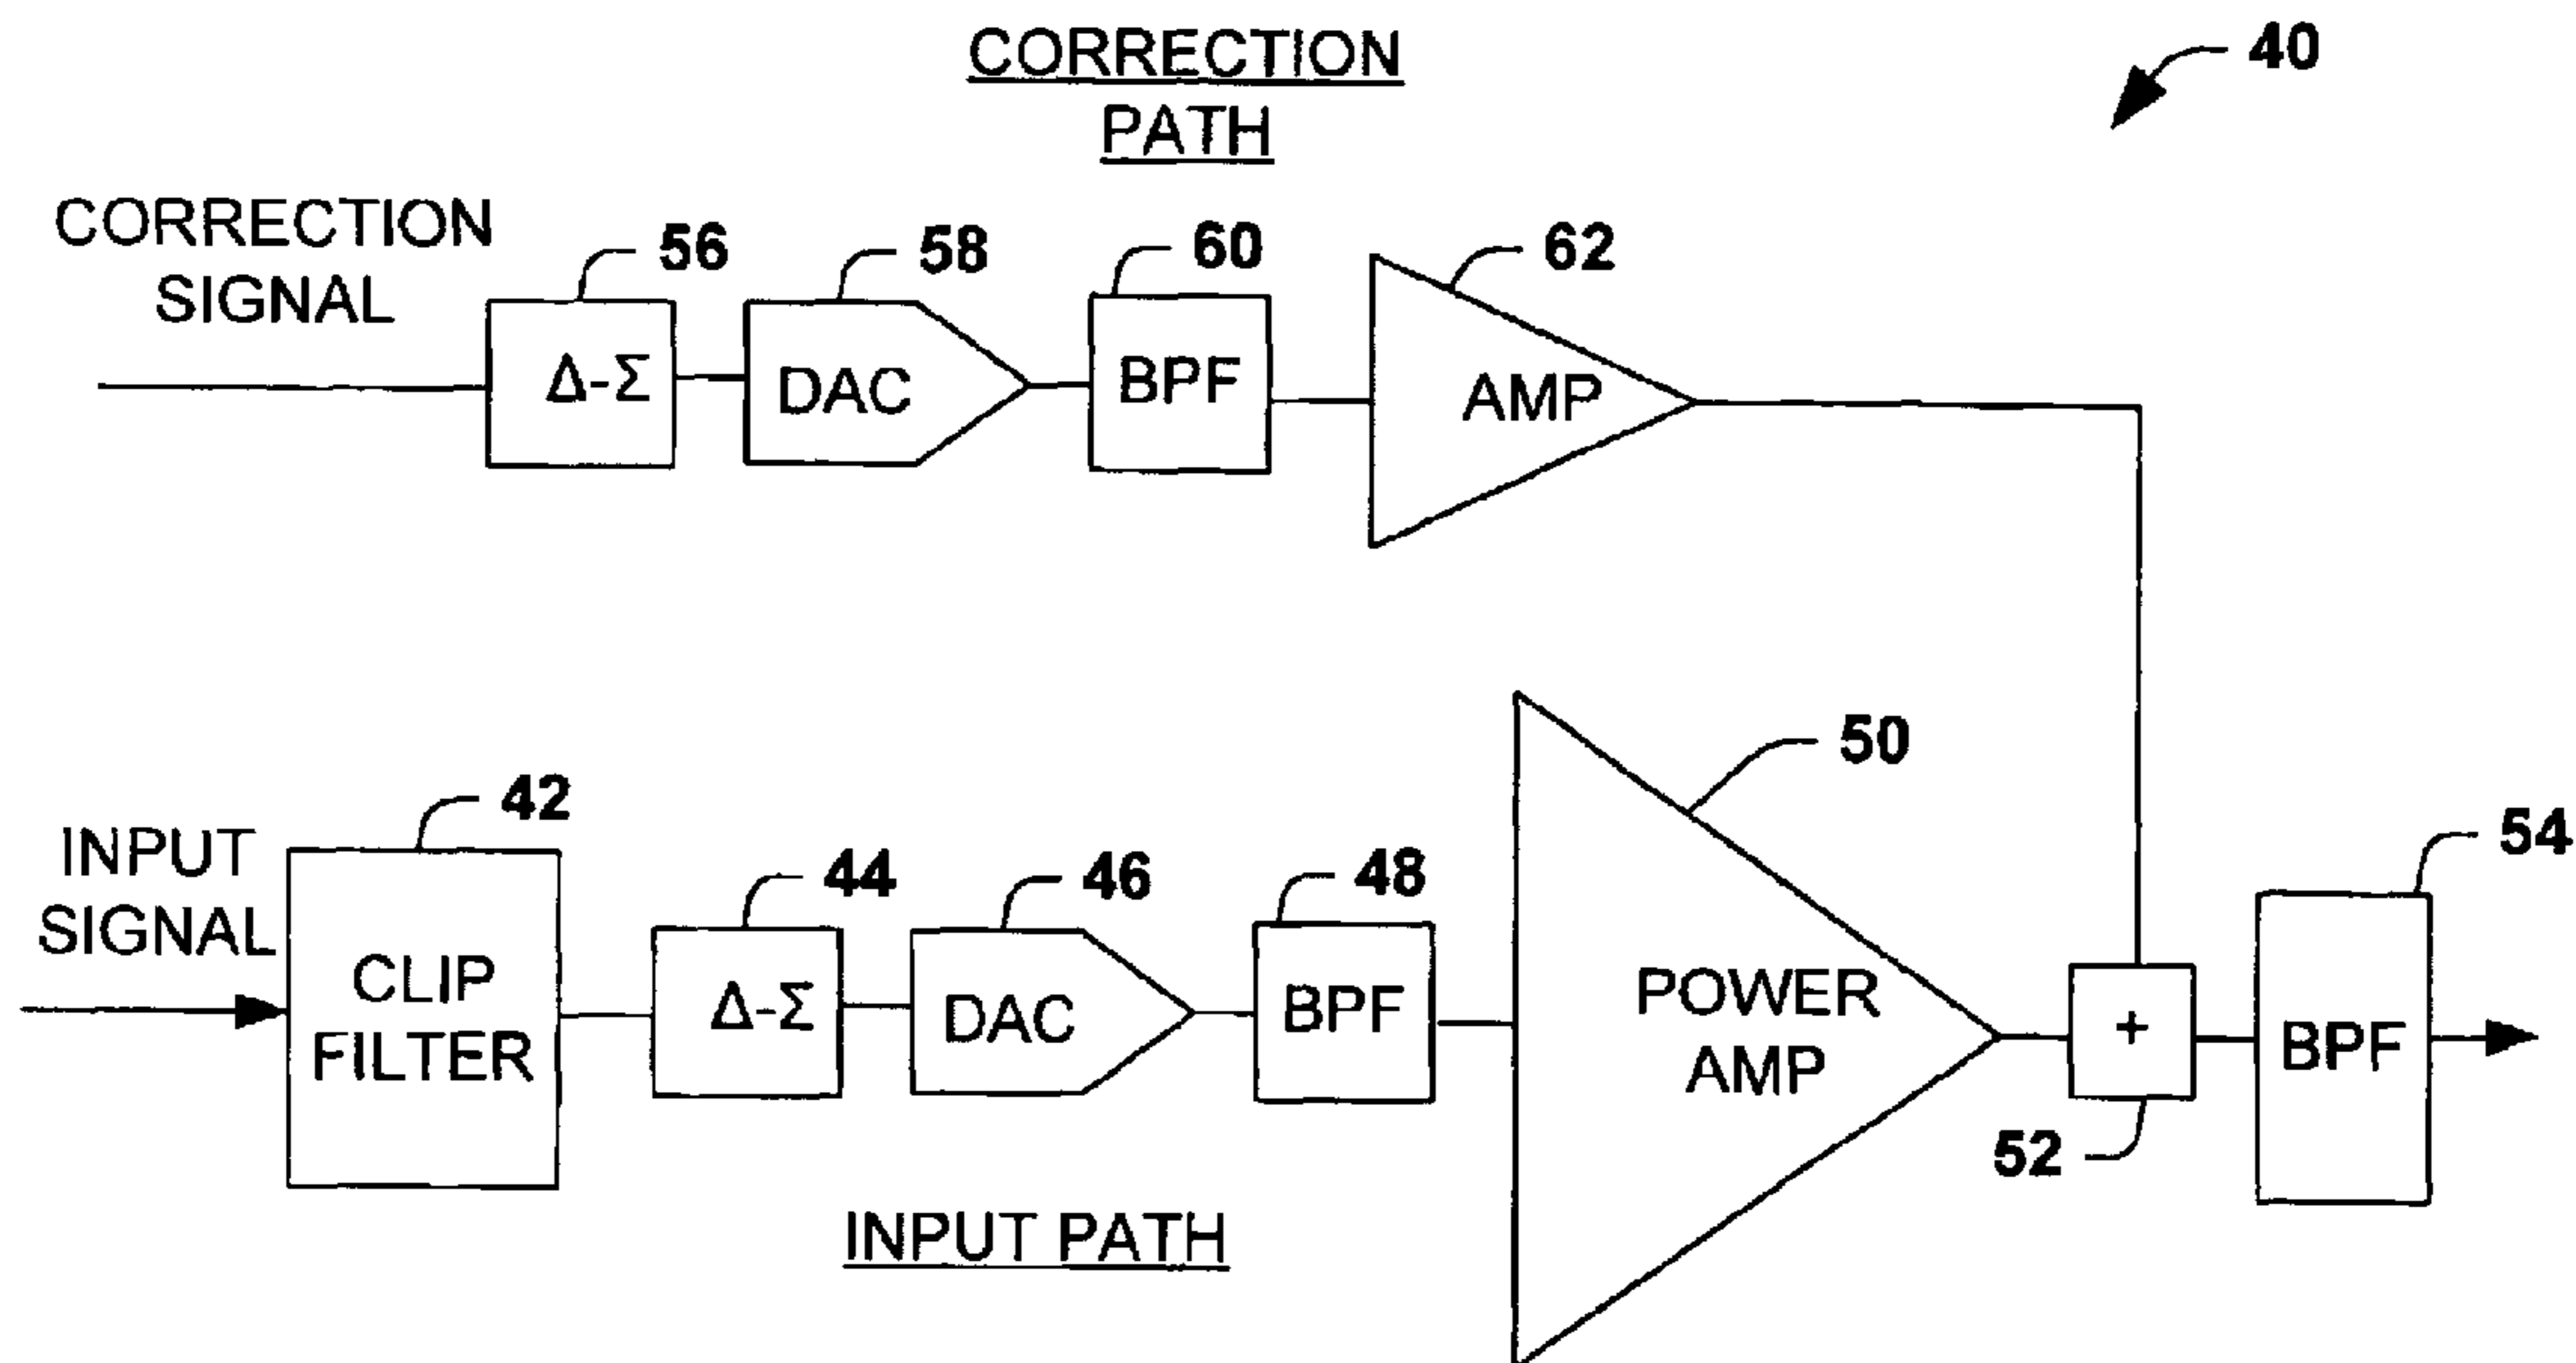 CORRECTION
PATH
40
CORRECTION
SIGNAL
56
58
60
62
Δ-Σ
DAC
BPF
AMP
50
42
INPUT
SIGNAL
44
46
48
54
CLIP
FILTER
Δ-Σ
DAC
BPF
POWER
AMP
+
BPF
52
INPUT PATH